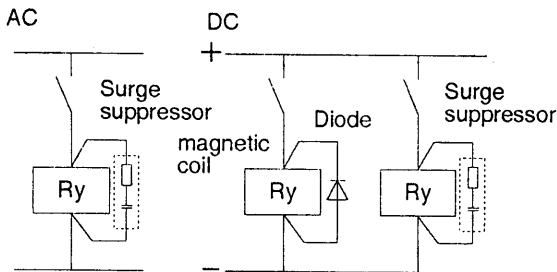 AC
DC
+
Surge
suppressor
Ry
magnetic
coil
Diode
Ry
Surge
suppressor
Ry
−